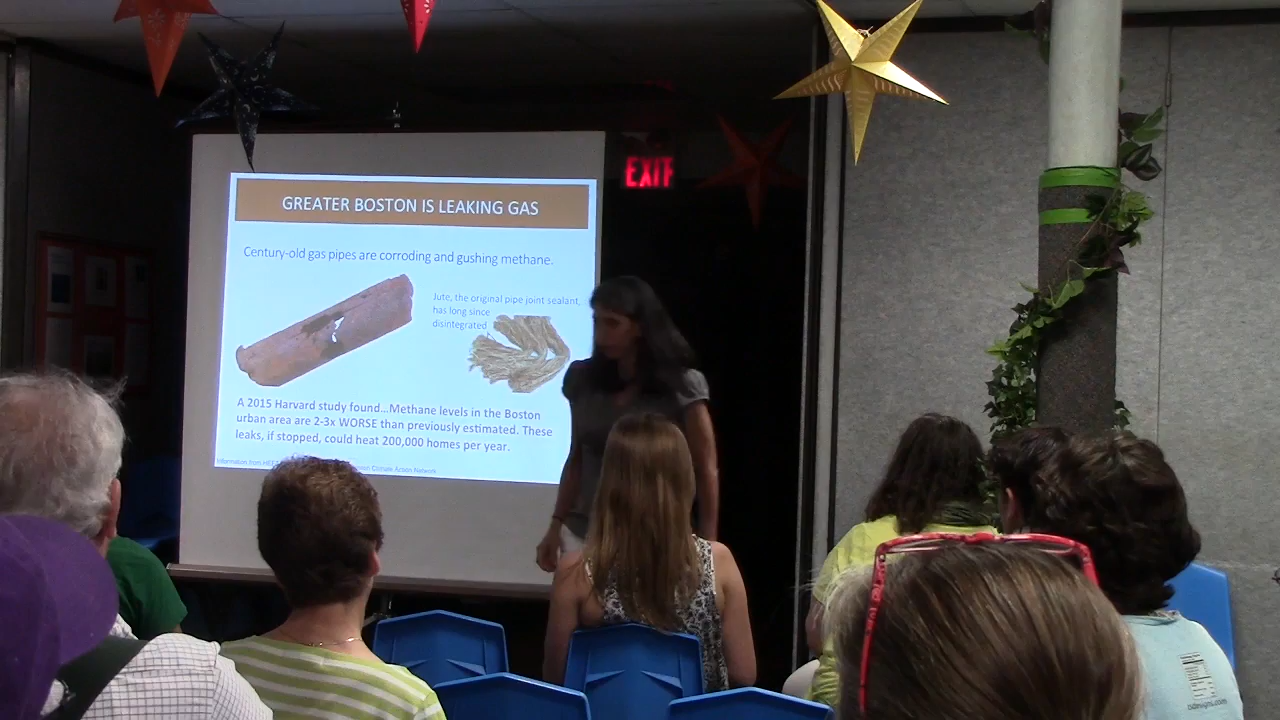 EXIT
GREATER BOSTON IS LEAKING GAS
Century-old gas pipes are corroding and gushing methane.
Jute, the original pipe joint sealant,
has long since
disintegrated
A 2015 Harvard study found...Methane levels in the Boston
urban area are 2-3x WORSE than previously estimated. These
leaks, if stopped, could heat 200,000 homes per year.
Information from Climate Action Network